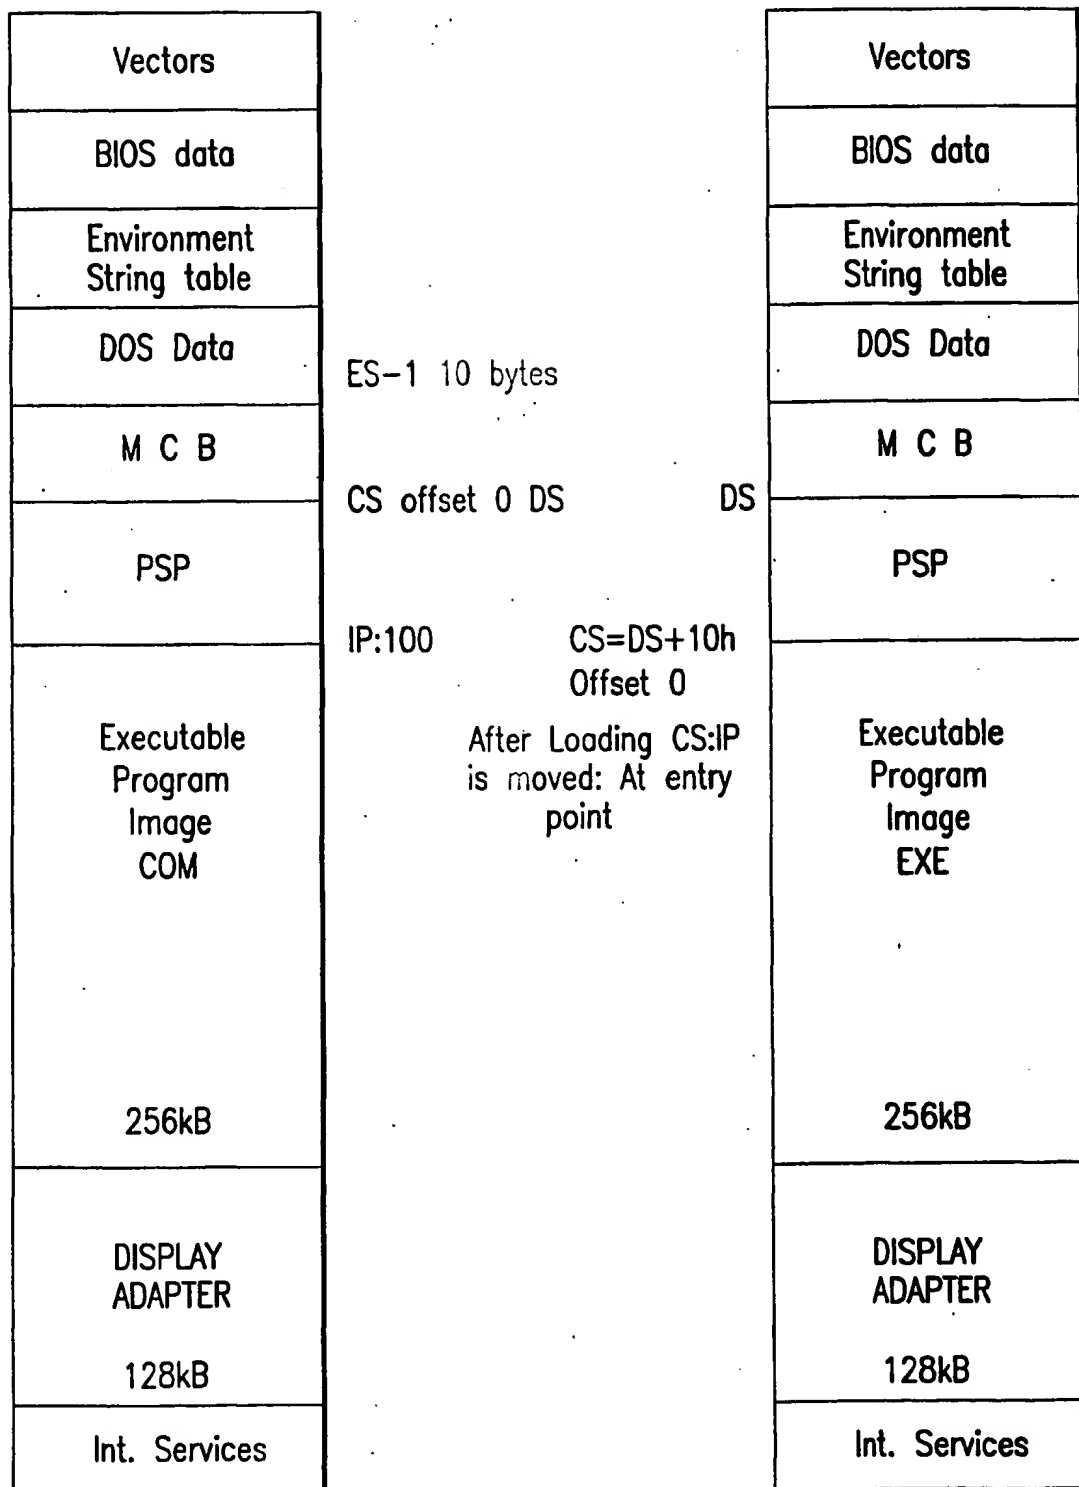 Vectors
BIOS data
Environment
String table
DOS Data
M C B
PSP
Executable
Program
Image
COM
256kB
DISPLAY
ADAPTER
128kB
Int. Services
ES-1 10 bytes
CS offset 0 DS
DS
IP:100
CS=DS+10h
Offset 0
After Loading CS:IP
is moved: At entry
point
Vectors
BIOS data
Environment
String table
DOS Data
M C B
PSP
Executable
Program
Image
EXE
256kB
DISPLAY
ADAPTER
128kB
Int. Services